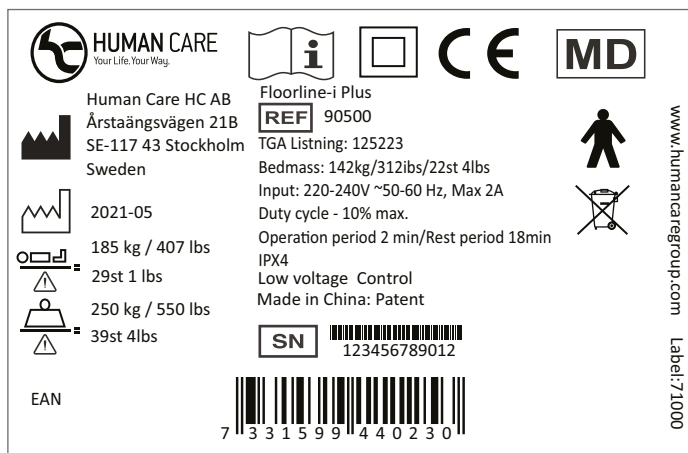 HUMAN CARE
Your Life. Your Way.
i
CE
MD
Human Care HC AB
Årstaängsvägen 21B
SE-117 43 Stockholm
Sweden
2021-05
185 kg / 407 lbs
=
29st 1 lbs
250 kg / 550 lbs
=
39st 4lbs
EAN
Floorline-i Plus
REF 90500
TGA Listning: 125223
Bedmass: 142kg/312ibs/22st 4lbs
Input: 220-240V ~50-60 Hz, Max 2A
Duty cycle - 10% max.
Operation period 2 min/Rest period 18min
IPX4
Low voltage Control
Made in China: Patent
SN
123456789012
7 331599 440230
www.humancaregroup.com
Label:71000